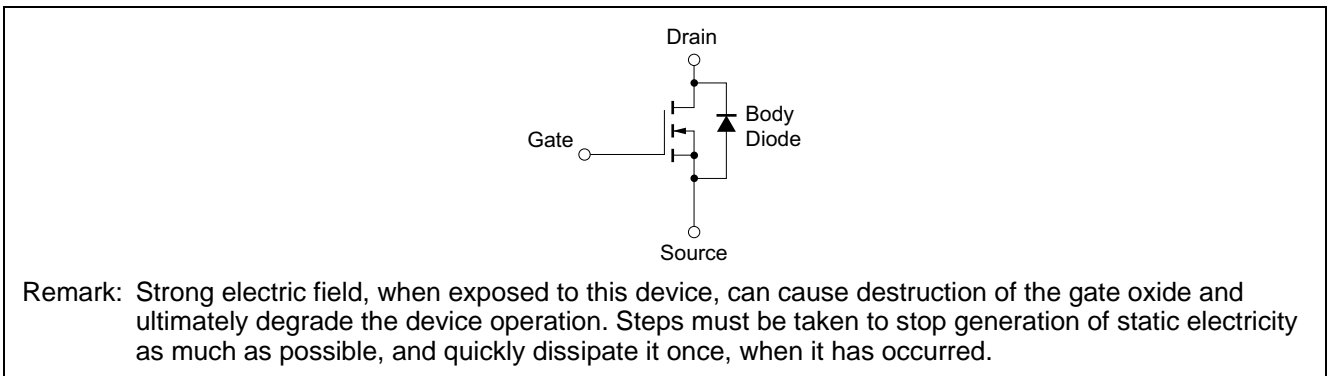 Drain
Body
Diode
Gate
Source
Remark: Strong electric field, when exposed to this device, can cause destruction of the gate oxide and
ultimately degrade the device operation. Steps must be taken to stop generation of static electricity
as much as possible, and quickly dissipate it once, when it has occurred.